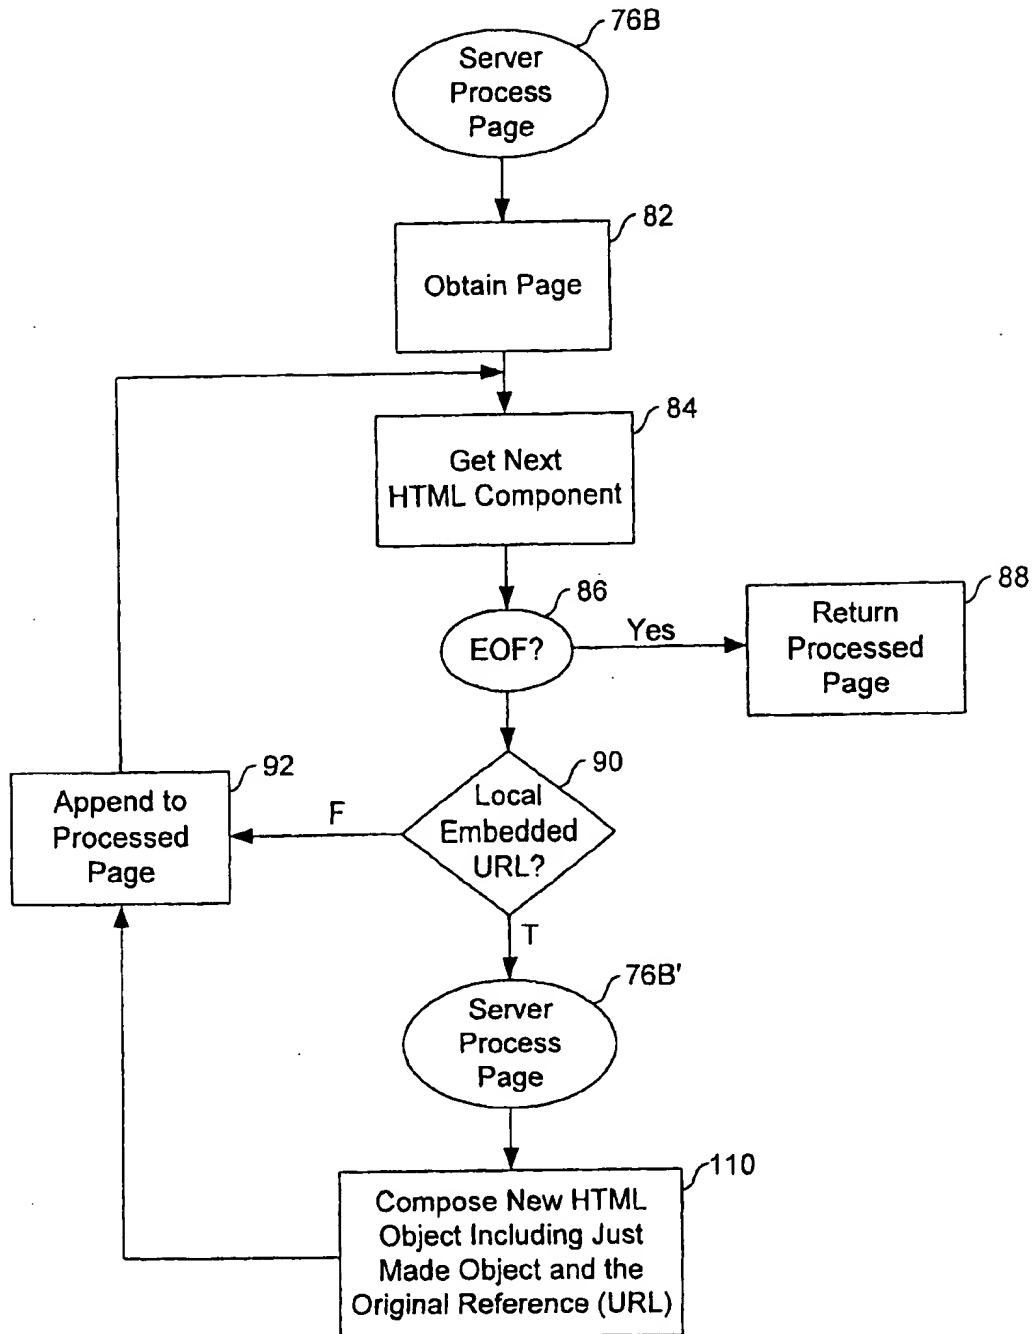 76B
Server
Process
Page
82
Obtain Page
84
Get Next
HTML Component
86
EOF?
Yes
88
Return
Processed
Page
90
Local
Embedded
URL?
F
92
Append to
Processed
Page
T
76B'
Server
Process
Page
110
Compose New HTML
Object Including Just
Made Object and the
Original Reference (URL)